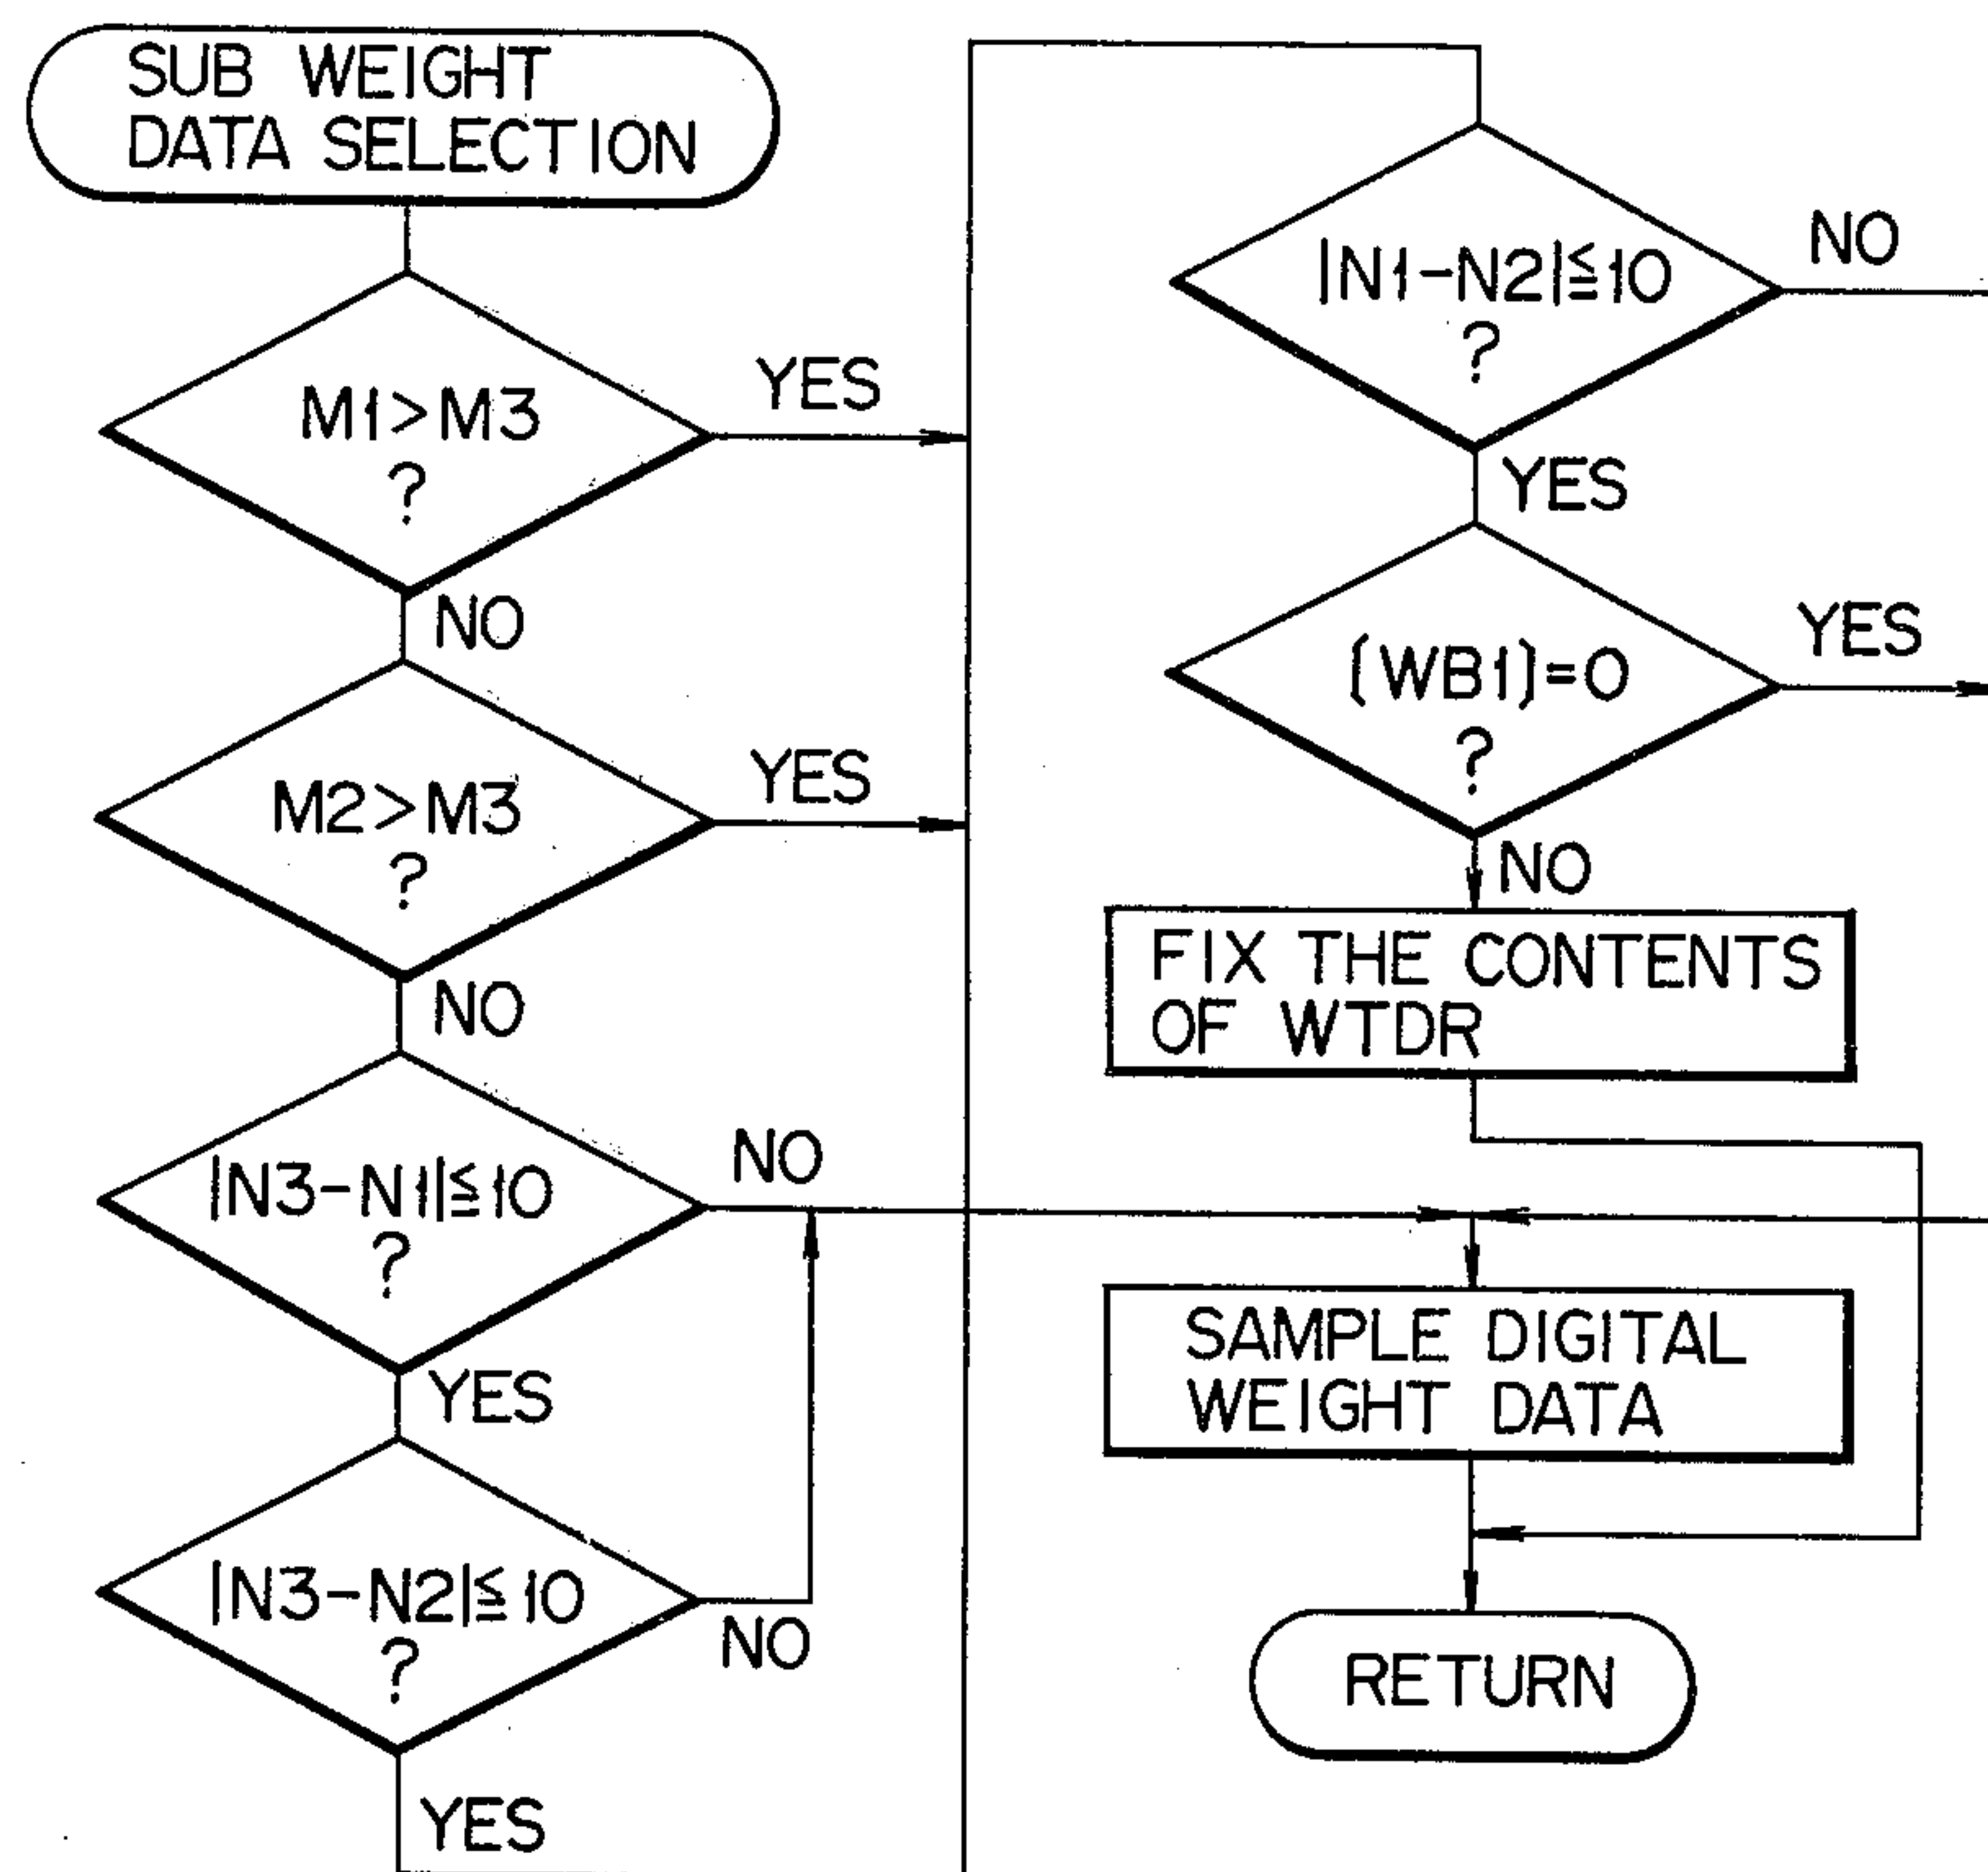 SUB WEIGHT
DATA SELECTION
M1>M3
?
YES
NO
M2>M3
?
YES
NO
|N3-N1|≦10
?
NO
YES
|N3-N2|≦10
?
NO
YES
|N1-N2|≦10
?
NO
YES
(WB1)=0
?
YES
NO
FIX THE CONTENTS
OF WTDR
SAMPLE DIGITAL
WEIGHT DATA
RETURN